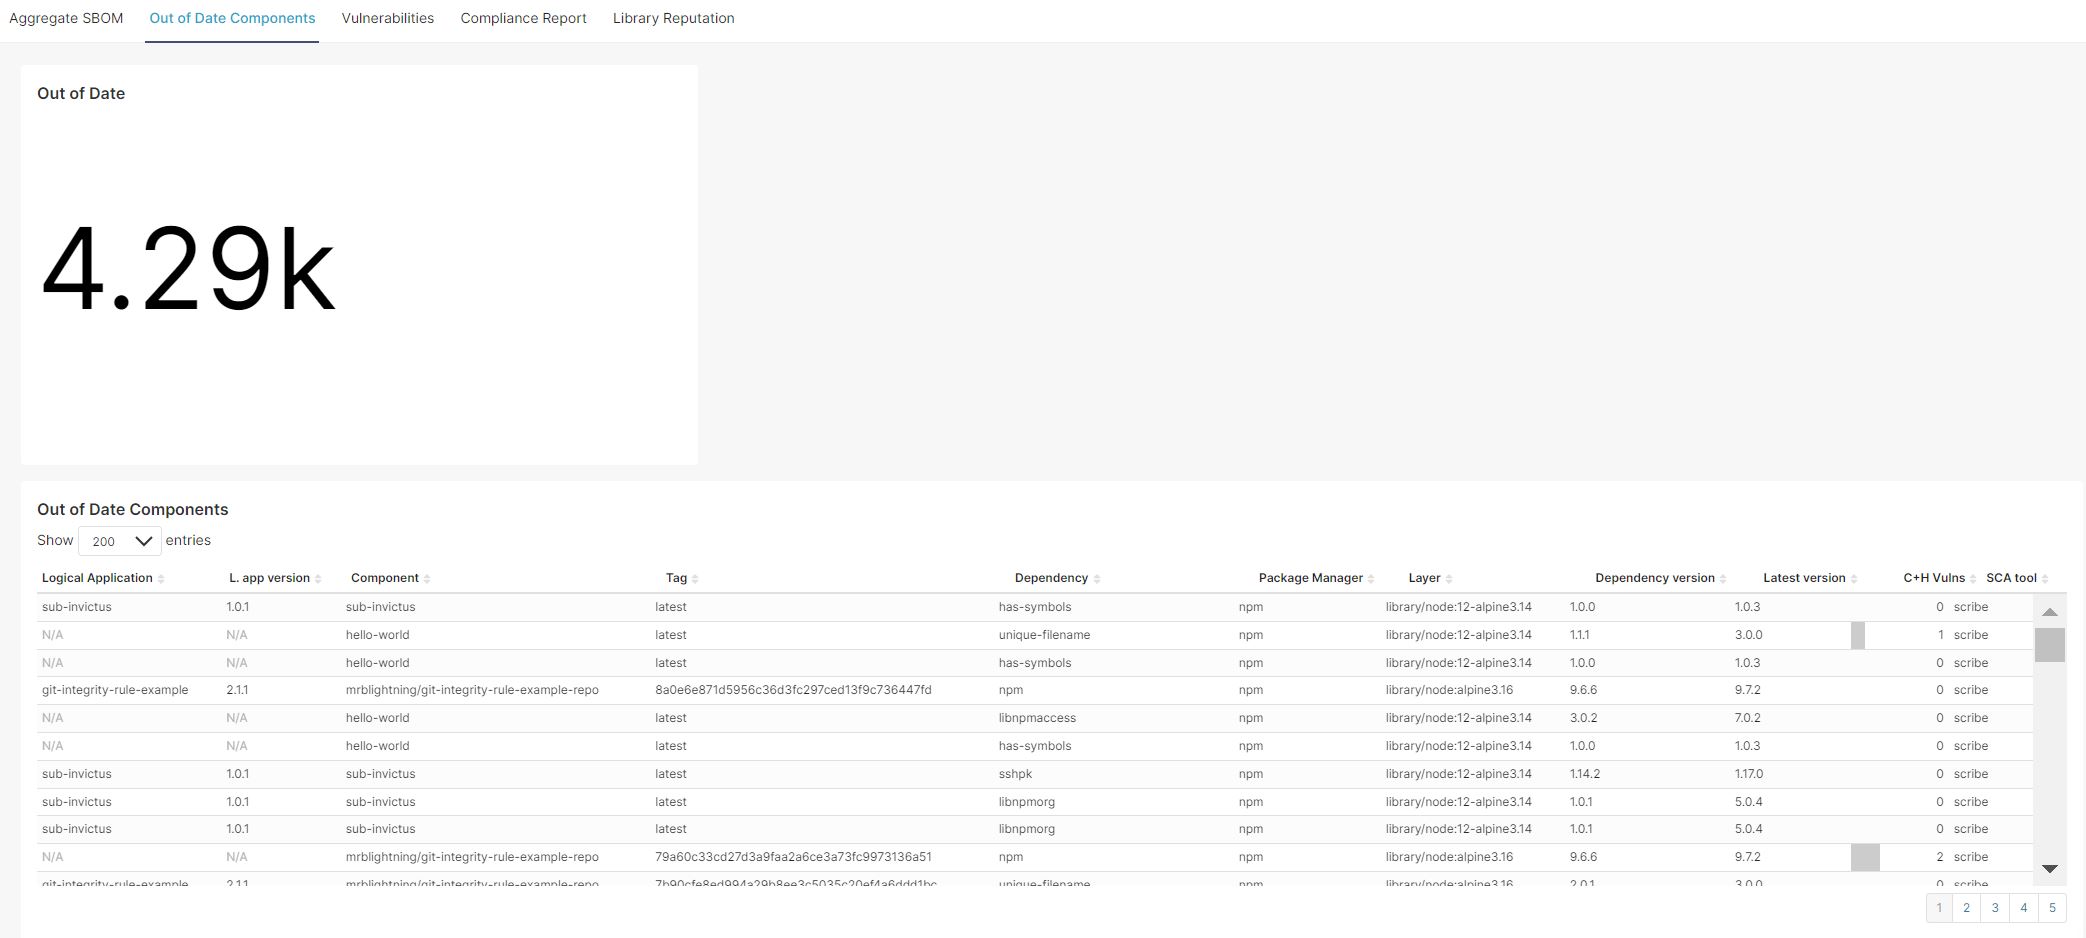 Aggregate SBOM Out of Date Components Vulnerabilities Compliance Report Library Reputation
Out of Date
4.29k
Out of Date Components
Show 200 entries
Logical Application L. app version Component Tag Dependency Package Manager Layer Dependency version Latest version C+H Vulns SCA tool
sub-invictus 1.0.1 sub-invictus latest has-symbols npm library/node:12-alpine3.14 1.0.0 1.0.3 0 scribe
N/A N/A hello-world latest unique-filename npm library/node:12-alpine3.14 1.1.1 3.0.0 1 scribe
N/A N/A hello-world latest has-symbols npm library/node:12-alpine3.14 1.0.0 1.0.3 0 scribe
git-integrity-rule-example 2.1.1 mrblightning/git-integrity-rule-example-repo 8a0e6e871d5956c36d3fc297ced13f9c736447fd npm npm library/node:alpine3.16 9.6.6 9.7.2 0 scribe
N/A N/A hello-world latest libnpmaccess npm library/node:12-alpine3.14 3.0.2 7.0.2 0 scribe
N/A N/A hello-world latest has-symbols npm library/node:12-alpine3.14 1.0.0 1.0.3 0 scribe
sub-invictus 1.0.1 sub-invictus latest sshpk npm library/node:12-alpine3.14 1.14.2 1.17.0 0 scribe
sub-invictus 1.0.1 sub-invictus latest libnpmorg npm library/node:12-alpine3.14 1.0.1 5.0.4 0 scribe
sub-invictus 1.0.1 sub-invictus latest libnpmorg npm library/node:12-alpine3.14 1.0.1 5.0.4 0 scribe
N/A N/A mrblightning/git-integrity-rule-example-repo 79a60c33cd27d3a9faa2a6ce3a73fc9973136a51 npm npm library/node:alpine3.16 9.6.6 9.7.2 2 scribe
git-integrity-rule-example 2.1.1 mrblightning/git-integrity-rule-example-repo 7b90cfe8ed994a29b8ee3c5035c20ef4a6ddd1bc unique-filename npm library/node:alpine3.16 2.0.1 3.0.0 0 scribe
1 2 3 4 5